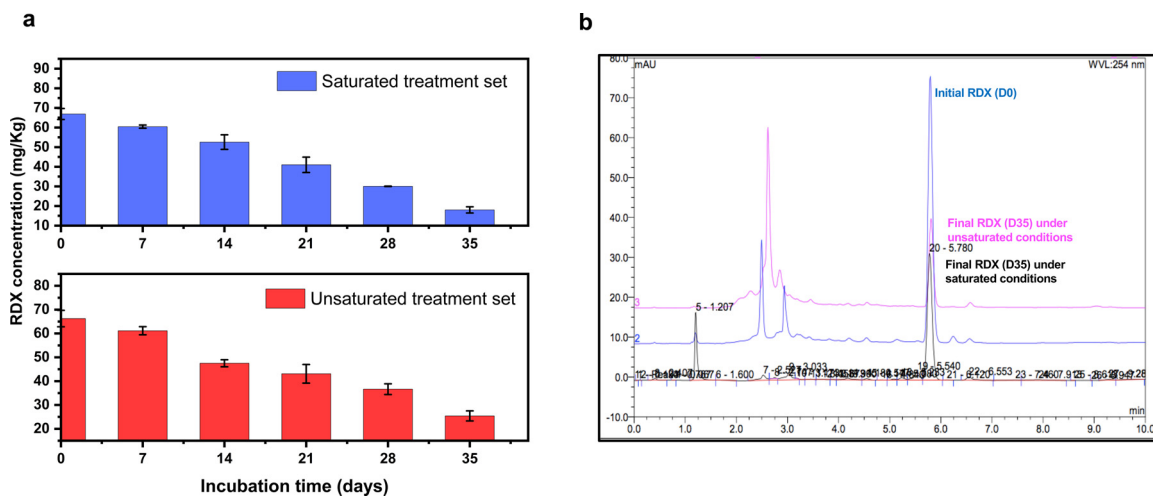 a
RDX concentration (mg/Kg)
90
80
70
60
50
40
30
20
10
Saturated treatment set
0 7 14 21 28 35
80
70
60
50
40
30
20
Unsaturated treatment set
0 7 14 21 28 35
Incubation time (days)
b
80.0
mAU
WVL:254 nm
70.0
60.0
50.0
40.0
30.0
20.0
10.0
0.0
-10.0
Initial RDX (D0)
Final RDX (D35) under
unsaturated conditions
20 - 5.780
Final RDX (D35) under
saturated conditions
3
5 - 1.207
2
9 - 3.033
19 - 5.540
6 - 1.600
21 - 6.120
22 - 6.553
min
0.0 1.0 2.0 3.0 4.0 5.0 6.0 7.0 8.0 9.0 10.0